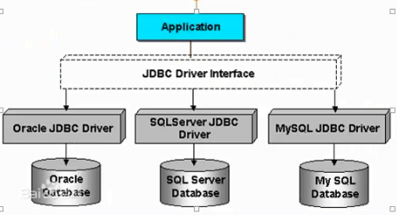 Application
JDBC Driver Interface
Oracle JDBC Driver
SQLServer JDBC
Driver
MySQL JDBC Driver
Oracle
Database
SQL Server
Database
My SQL
Database